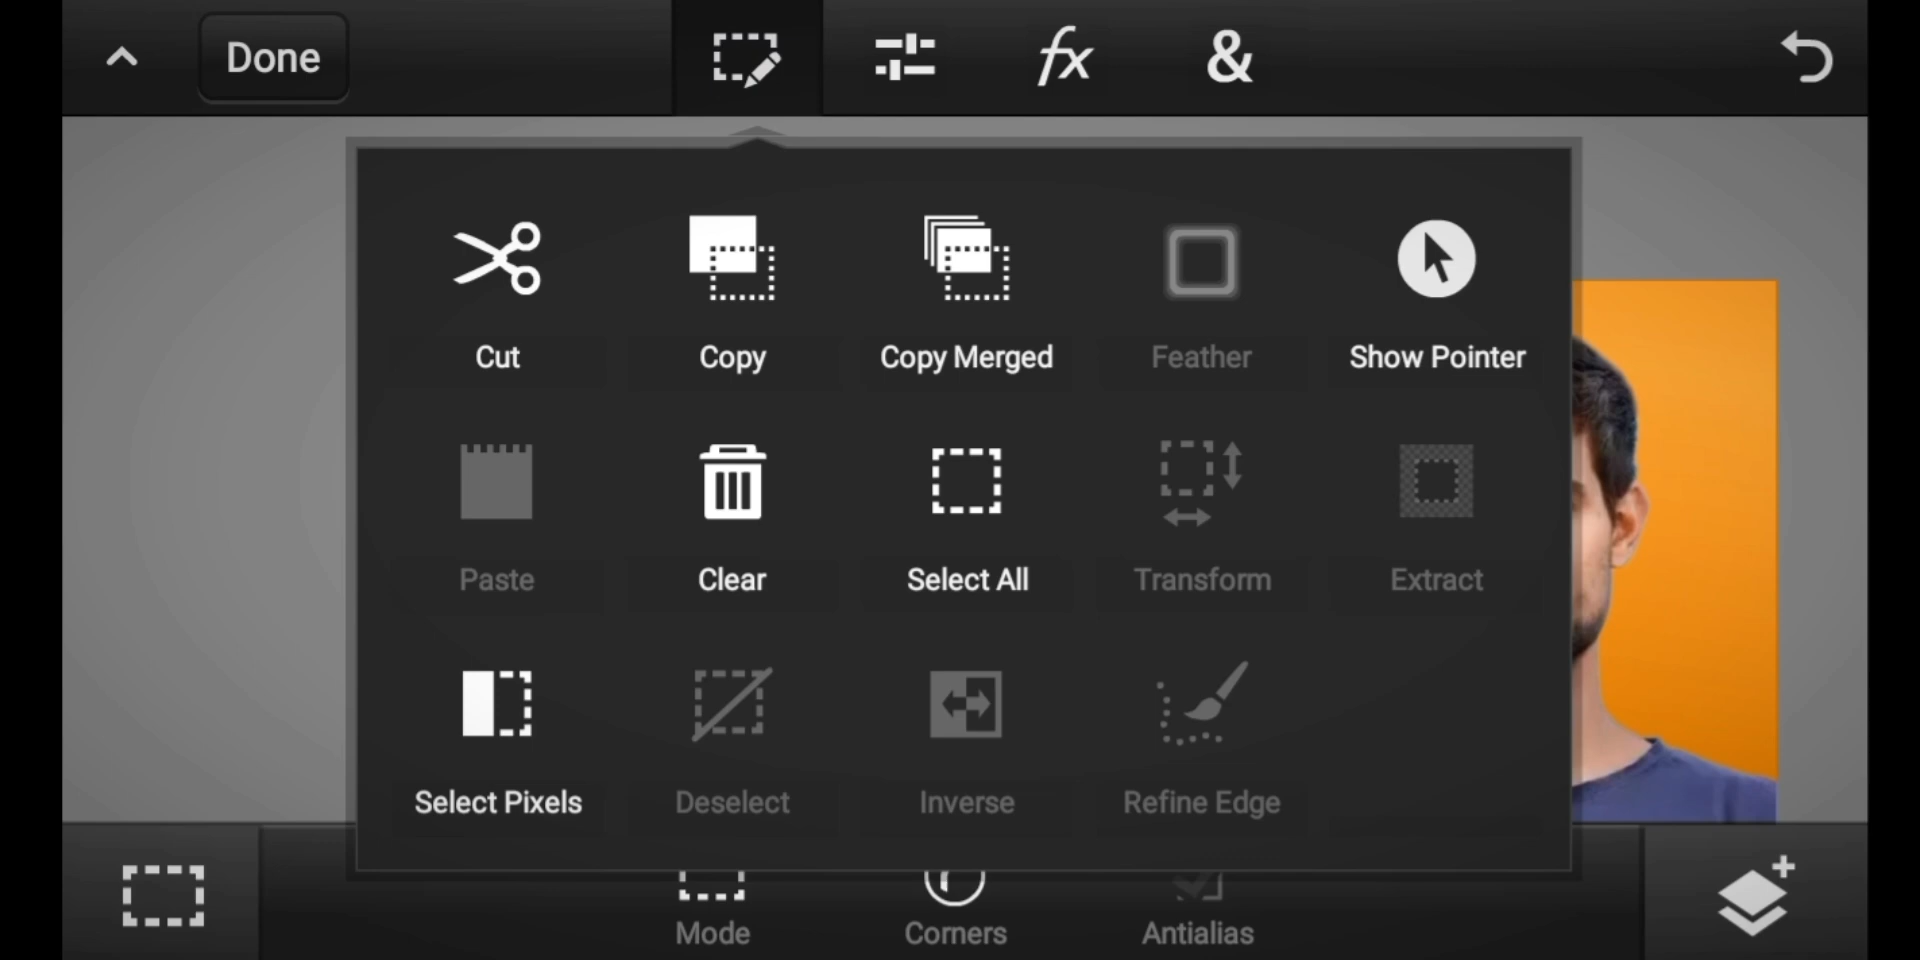 Done
fx
&
Cut
Copy
Copy Merged
Feather
Show Pointer
Paste
Clear
Select All
Transform
Extract
Select Pixels
Deselect
Inverse
Refine Edge
Mode
Corners
Antialias